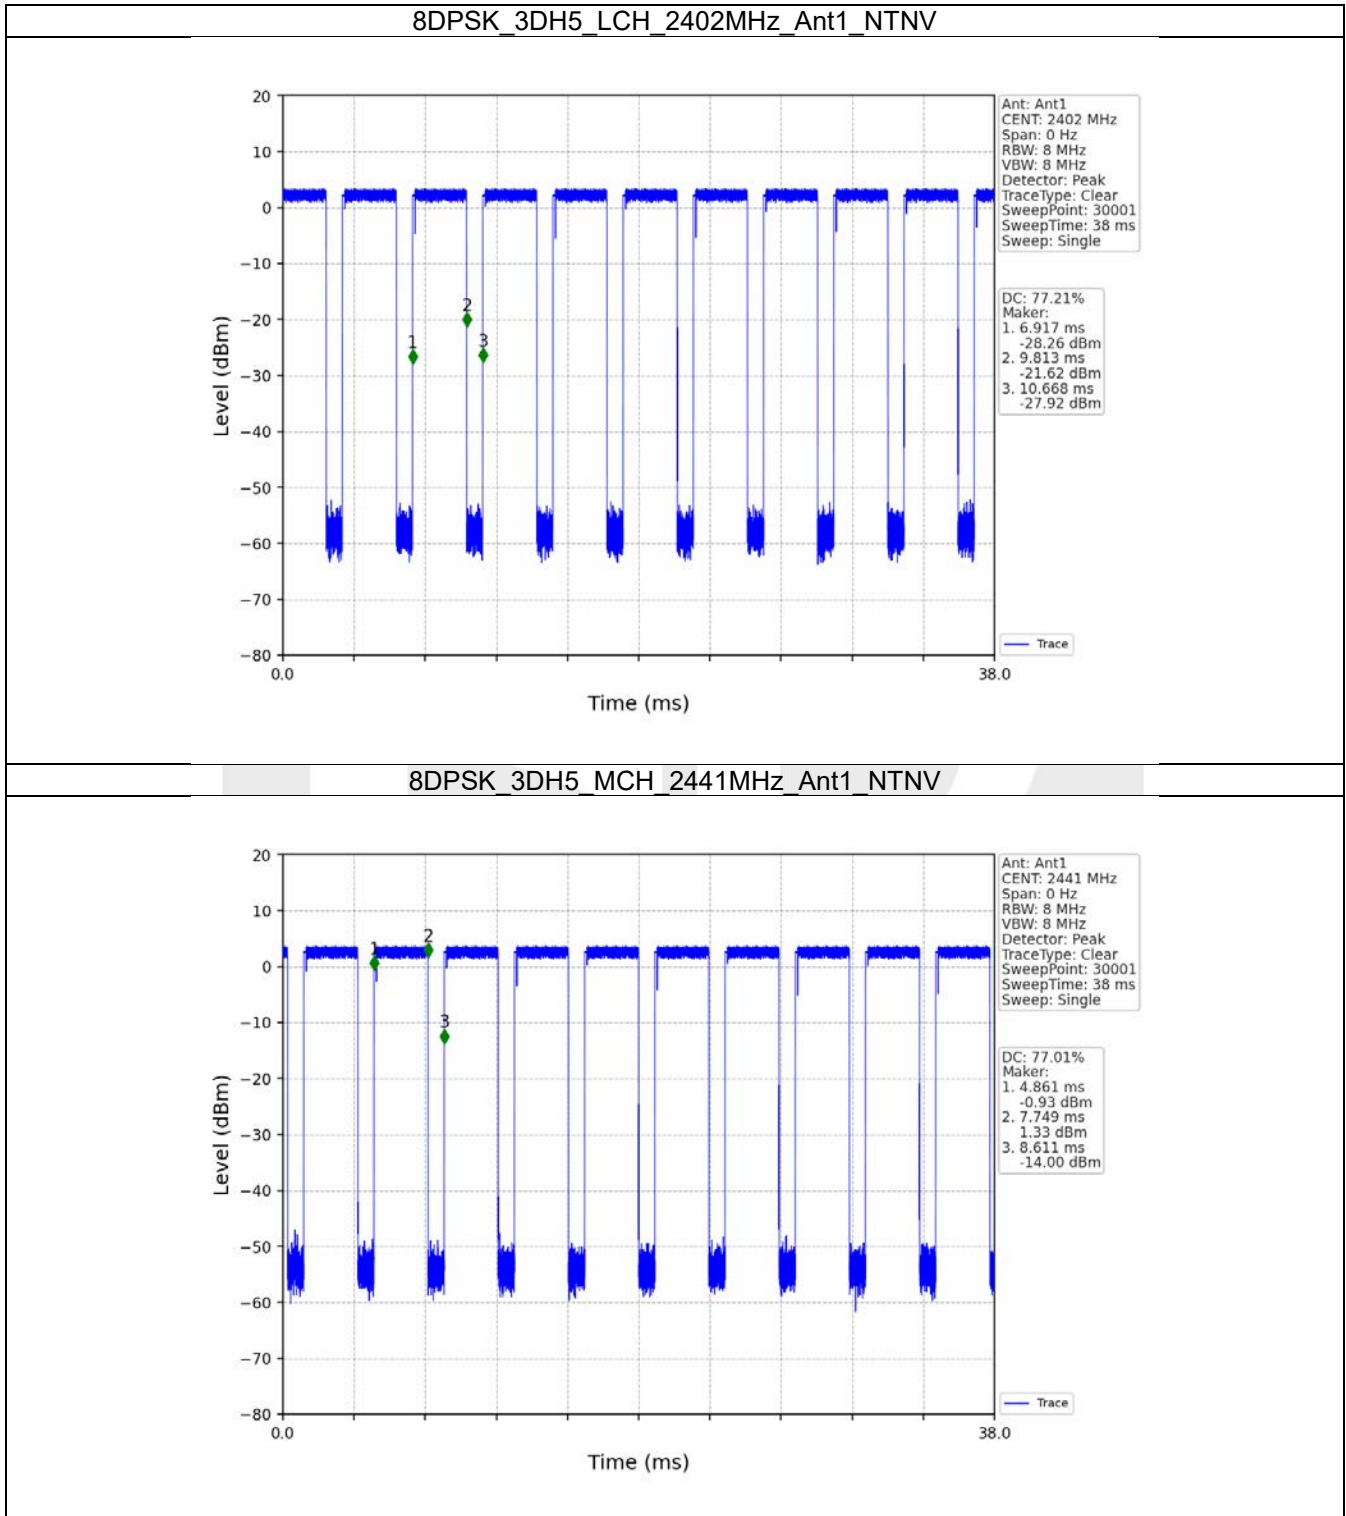 8DPSK_3DH5_LCH_2402MHz_Ant1_NTNV
20
10
0
−10
−20
−30
−40
−50
−60
−70
−80
Level (dBm)
1
2
3
0.0
38.0
Time (ms)
Ant: Ant1
CENT: 2402 MHz
Span: 0 Hz
RBW: 8 MHz
VBW: 8 MHz
Detector: Peak
TraceType: Clear
SweepPoint: 30001
SweepTime: 38 ms
Sweep: Single
DC: 77.21%
Maker:
1. 6.917 ms
-28.26 dBm
2. 9.813 ms
-21.62 dBm
3. 10.668 ms
-27.92 dBm
Trace
8DPSK_3DH5_MCH_2441MHz_Ant1_NTNV
20
10
0
−10
−20
−30
−40
−50
−60
−70
−80
Level (dBm)
1
2
3
0.0
38.0
Time (ms)
Ant: Ant1
CENT: 2441 MHz
Span: 0 Hz
RBW: 8 MHz
VBW: 8 MHz
Detector: Peak
TraceType: Clear
SweepPoint: 30001
SweepTime: 38 ms
Sweep: Single
DC: 77.01%
Maker:
1. 4.861 ms
-0.93 dBm
2. 7.749 ms
1.33 dBm
3. 8.611 ms
-14.00 dBm
Trace